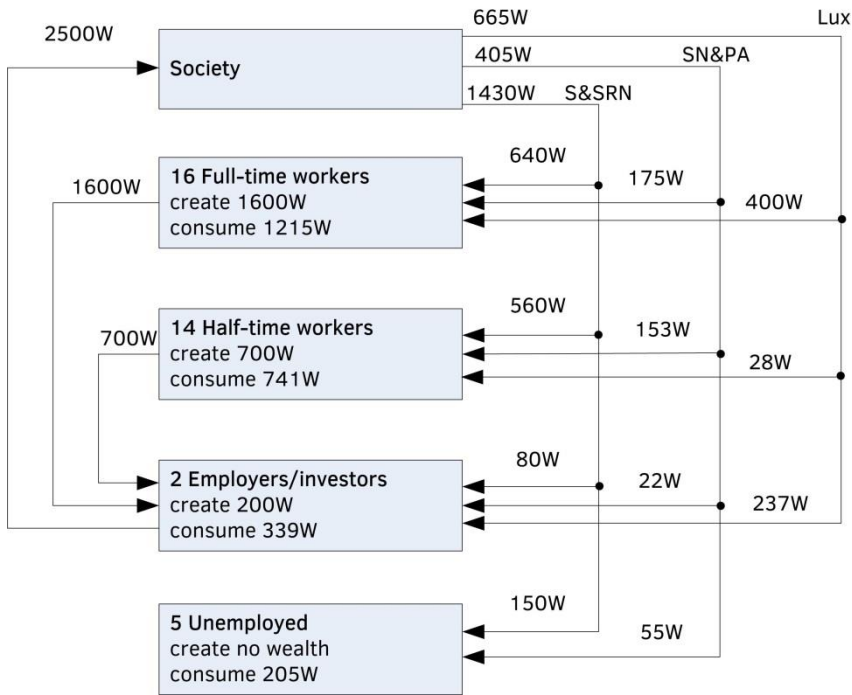 665W
Lux
2500W
Society
405W
SN&PA
1430W
S&SRN
640W
16 Full-time workers
175W
1600W
create 1600W
400W
consume 1215W
560W
14 Half-time workers
153W
700W
create 700W
28W
consume 741W
80W
2 Employers/investors
22W
create 200W
237W
consume 339W
150W
5 Unemployed
55W
create no wealth
consume 205W